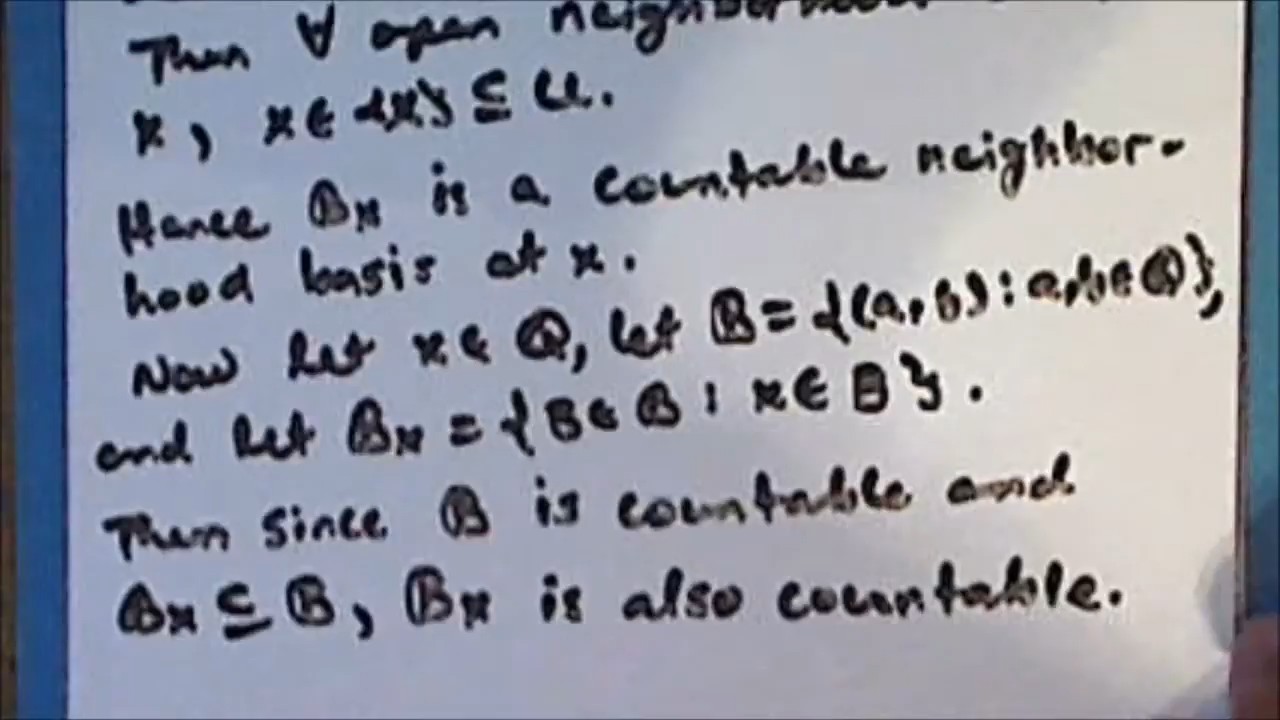 Then ∀ open neighborhood
x, x ∈ {x} ⊆ U.
Hence Bx is a countable neighbor-
hood basis at x.
Now let x ∈ ℚ, let 𝔹 = {(a, b) : a, b ∈ ℚ},
and let 𝔹x = {B ∈ 𝔹 : x ∈ B}.
Then since 𝔹 is countable and
𝔹x ⊆ 𝔹, 𝔹x is also countable.